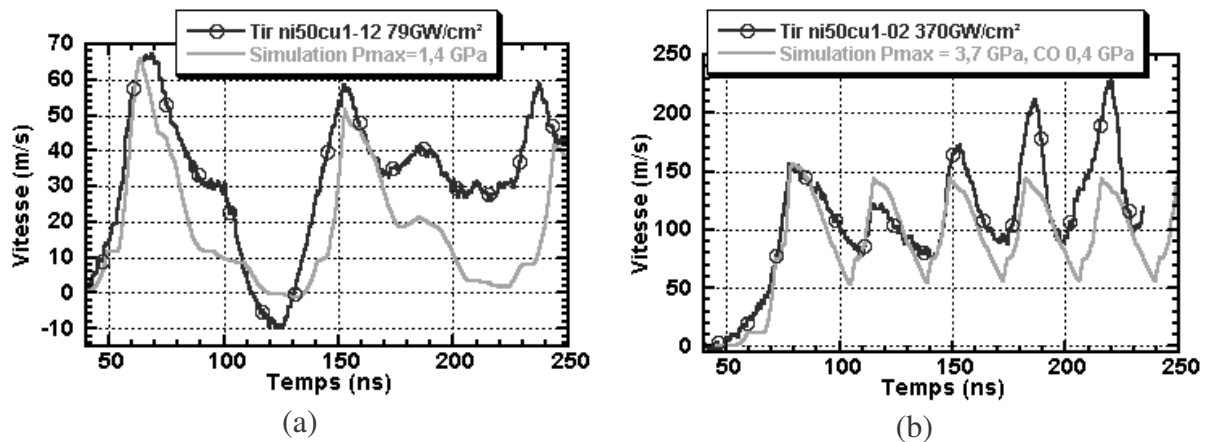 Tir ni50cu1-12 79GW/cm²
Simulation Pmax=1,4 GPa
70
60
50
40
30
20
10
0
-10
Vitesse (m/s)
50 100 150 200 250
Temps (ns)
(a)
Tir ni50cu1-02 370GW/cm²
Simulation Pmax = 3,7 GPa, CO 0,4 GPa
250
200
150
100
50
0
Vitesse (m/s)
50 100 150 200 250
Temps (ns)
(b)